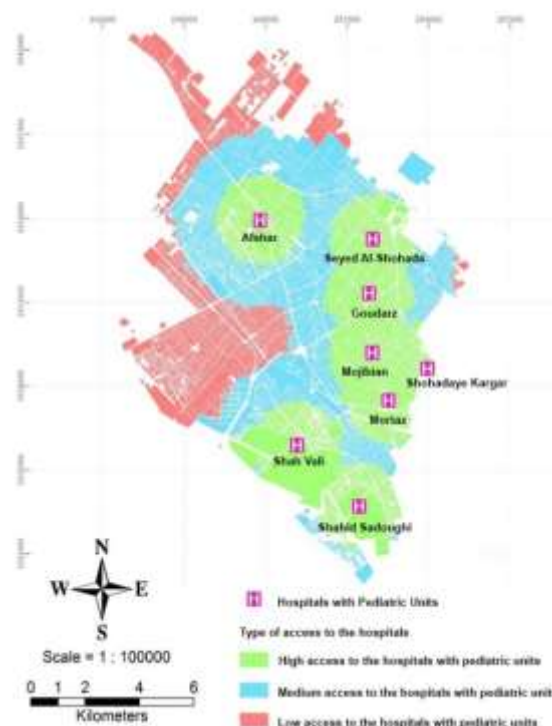 Afshar
Seyed Al-Shohada
Goudarz
Mojibian
Shohadaye Kargar
Mortaz
Shah Vali
Shahid Sadoughi
N
W E
S
Scale = 1 : 100000
0 1 2 4 6
Kilometers
Hospitals with Pediatric Units
Type of access to the hospitals
High access to the hospitals with pediatric units
Medium access to the hospitals with pediatric units
Low access to the hospitals with pediatric units